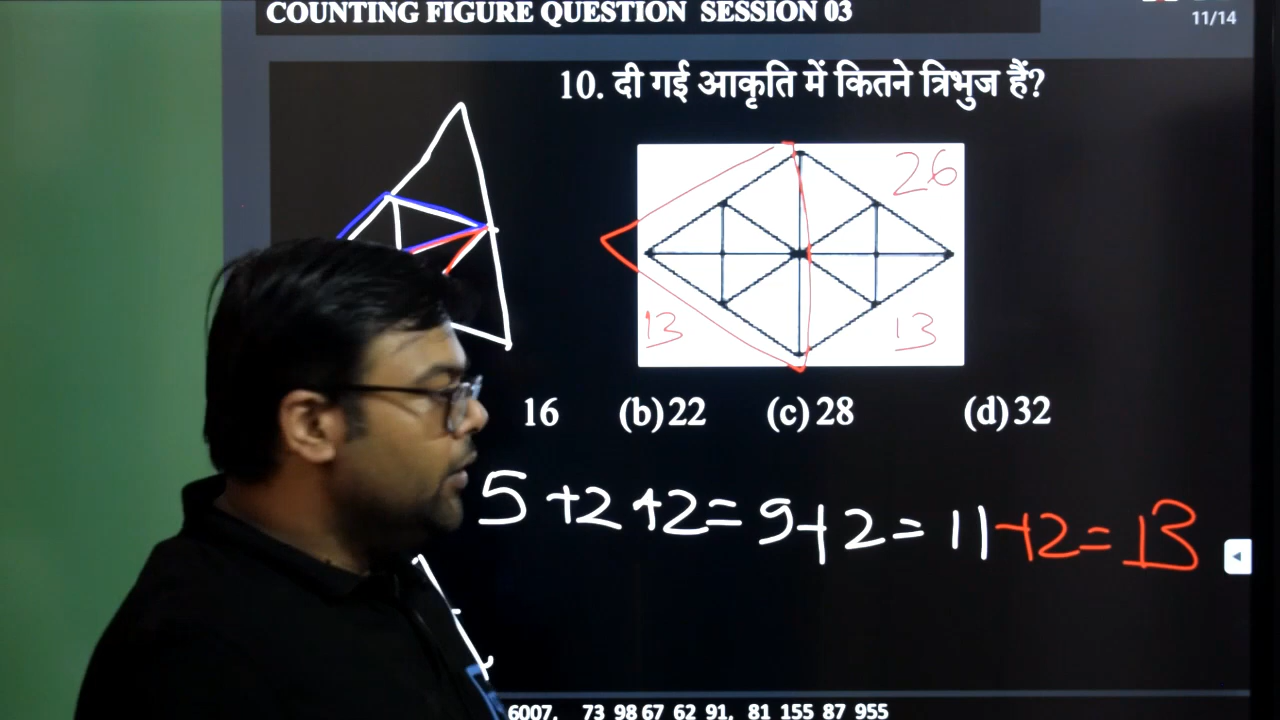 COUNTING FIGURE QUESTION SESSION 03
11/14
10. दी गई आकृति में कितने त्रिभुज हैं?
26
13
13
16 (b) 22 (c) 28 (d) 32
5 +2 +2 = 9+2 = 11 +2 = 13
6007, 73 98 67 62 91, 81 155 87 955